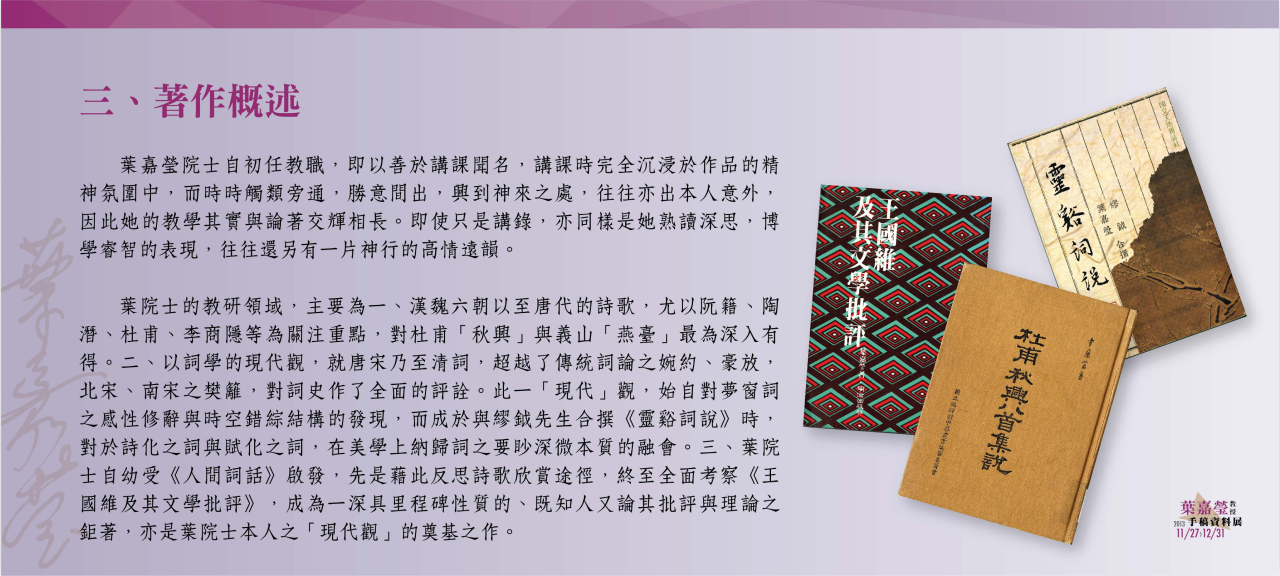 三、著作概述
葉嘉瑩院士自初任教職，即以善於講課聞名，講課時完全沉浸於作品的精
神氛圍中，而時時觸類旁通，勝意間出，興到神來之處，往往亦出本人意外，
因此她的教學其實與論著交輝相長。即使只是講錄，亦同樣是她熟讀深思，博
學睿智的表現，往往還另有一片神行的高情遠韻。
葉院士的教研領域，主要為一、漢魏六朝以至唐代的詩歌，尤以阮籍、陶
潛、杜甫、李商隱等為關注重點，對杜甫「秋興」與義山「燕臺」最為深入有
得。二、以詞學的現代觀，就唐宋乃至清詞，超越了傳統詞論之婉約、豪放，
北宋、南宋之樊籬，對詞史作了全面的評詮。此一「現代」觀，始自對夢窗詞
之感性修辭與時空錯綜結構的發現，而成於與繆鉞先生合撰《靈谿詞說》時，
對於詩化之詞與賦化之詞，在美學上納歸詞之要眇深微本質的融會。三、葉院
士自幼受《人間詞話》啟發，先是藉此反思詩歌欣賞途徑，終至全面考察《王
國維及其文學批評》，成為一深具里程碑性質的、既知人又論其批評與理論之
鉅著，亦是葉院士本人之「現代觀」的奠基之作。
葉嘉瑩
王國維
及其文學批評
靈谿詞說
繆鉞
葉嘉瑩
合撰
杜甫秋興八首集說
葉嘉瑩教授
2013 手稿資料展
11/27〉12/31